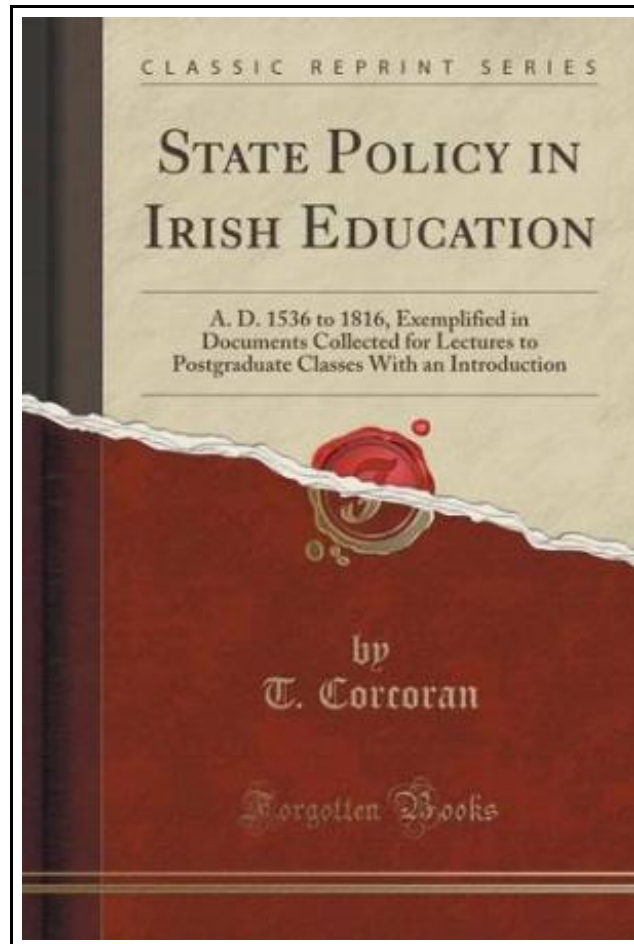 CLASSIC REPRINT SERIES
STATE POLICY IN
IRISH EDUCATION
A. D. 1536 to 1816, Exemplified in
Documents Collected for Lectures to
Postgraduate Classes With an Introduction
F
by
T. Corcoran
Forgotten Books